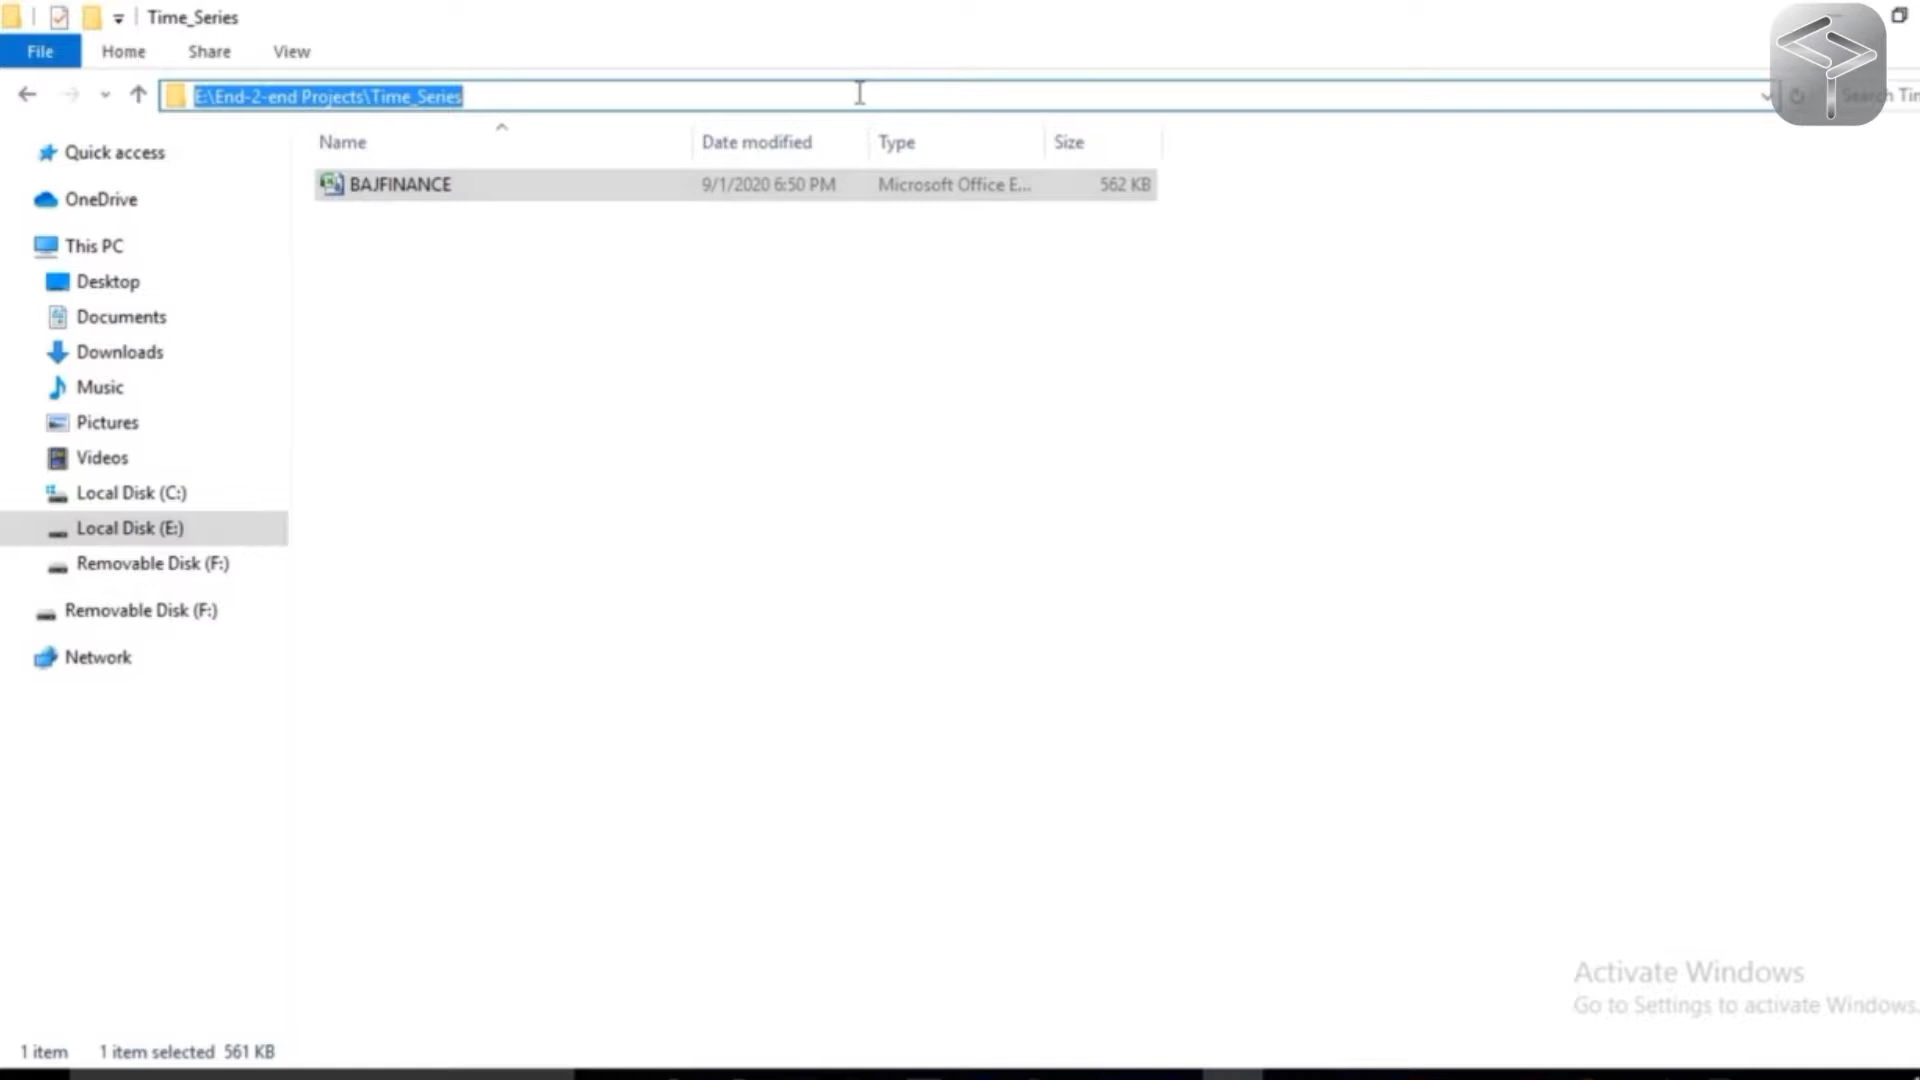 Time_Series
File Home Share View
E:\End-2-end Projects\Time_Series
Name Date modified Type Size
BAJFINANCE 9/1/2020 6:50 PM Microsoft Office E... 562 KB
Quick access
OneDrive
This PC
Desktop
Documents
Downloads
Music
Pictures
Videos
Local Disk (C:)
Local Disk (E:)
Removable Disk (F:)
Removable Disk (F:)
Network
Activate Windows
Go to Settings to activate Windows.
1 item 1 item selected 561 KB